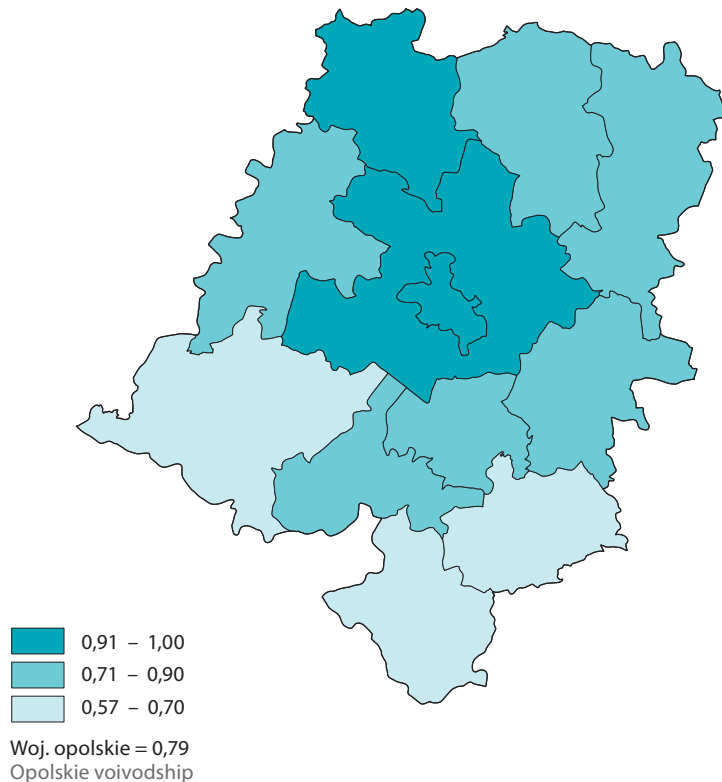 0,91 – 1,00
0,71 – 0,90
0,57 – 0,70
Woj. opolskie = 0,79
Opolskie voivodship